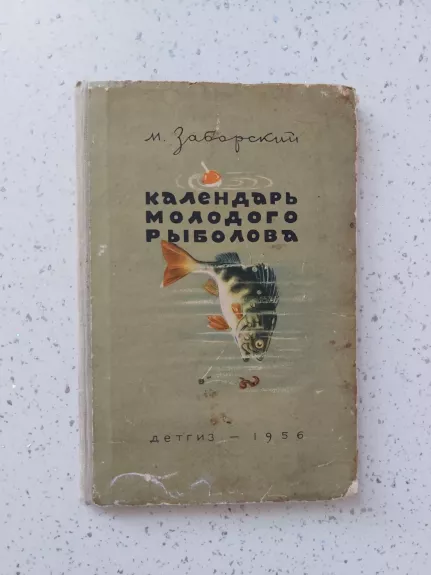 М. Заборский
КАЛЕНДАРЬ
МОЛОДОГО
РЫБОЛОВА
ДЕТГИЗ — 1956